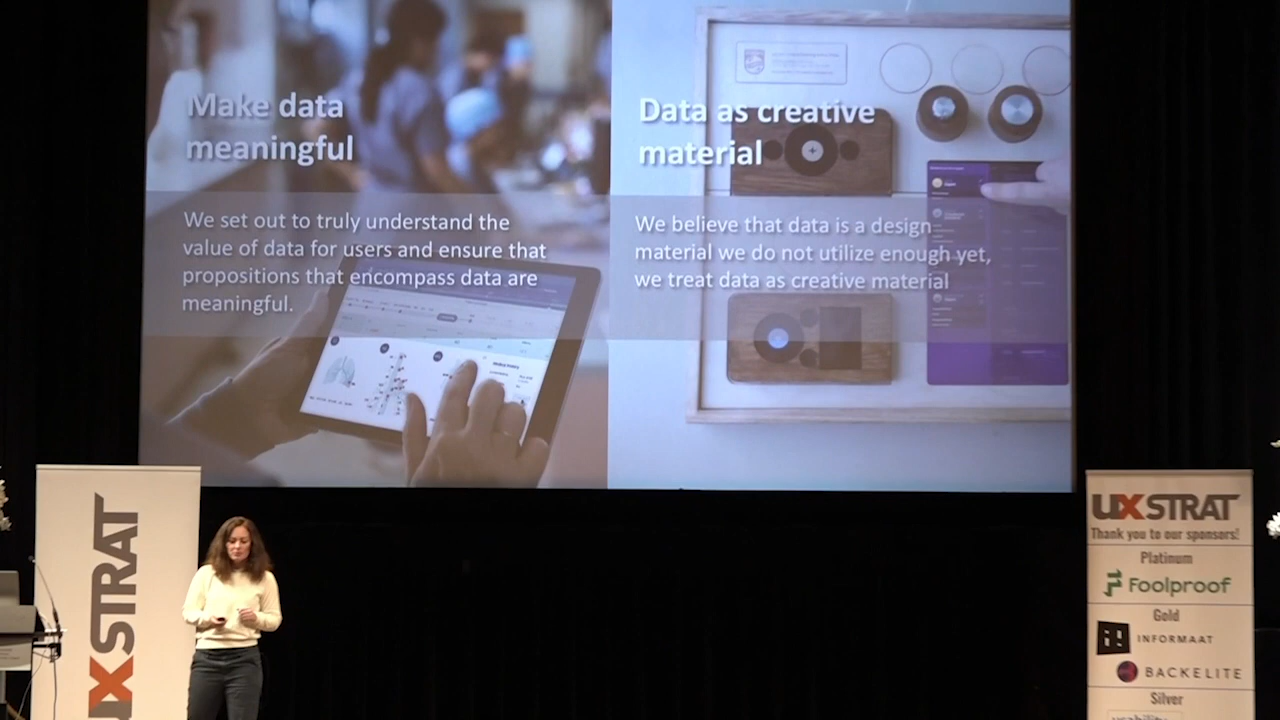 Make data
meaningful
We set out to truly understand the
value of data for users and ensure that
propositions that encompass data are
meaningful.
Data as creative
material
We believe that data is a design
material we do not utilize enough yet,
we treat data as creative material
UXSTRAT
UXSTRAT
Thank you to our sponsors!
Platinum
Foolproof
Gold
INFORMAAT
BACKELITE
Silver